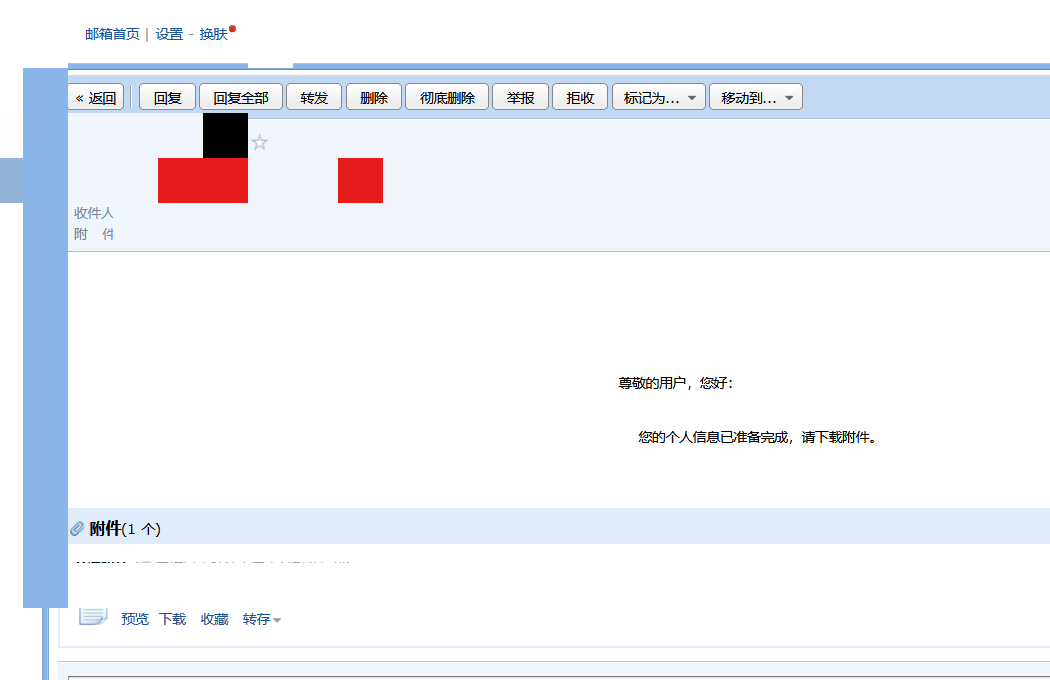 邮箱首页 | 设置 - 换肤
« 返回 回复 回复全部 转发 删除 彻底删除 举报 拒收 标记为... 移动到...
收件人
附 件
尊敬的用户，您好：
您的个人信息已准备完成，请下载附件。
附件(1 个)
预览 下载 收藏 转存